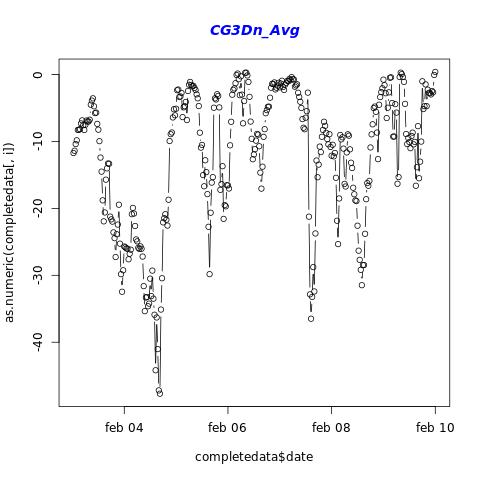 CG3Dn_Avg
as.numeric(completedata[, i])
0
-10
-20
-30
-40
feb 04
feb 06
feb 08
feb 10
completedata$date